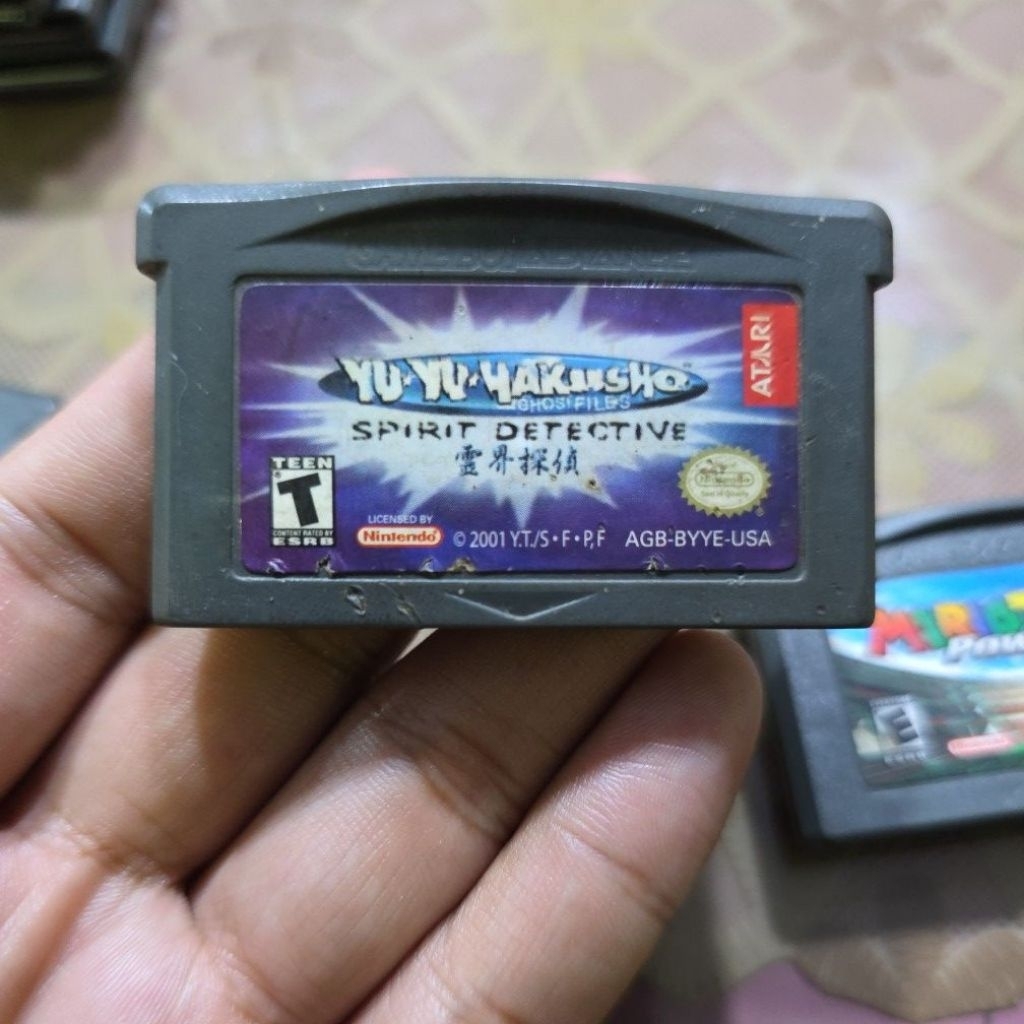 GAME BOY ADVANCE
YU·YU·HAKUSHO
GHOST FILES
SPIRIT DETECTIVE
霊界探偵
ATARI
TEEN
T
CONTENT RATED BY
ESRB
LICENSED BY
Nintendo
© 2001 Y.T./S·F·P,F
AGB-BYYE-USA
Nintendo
E